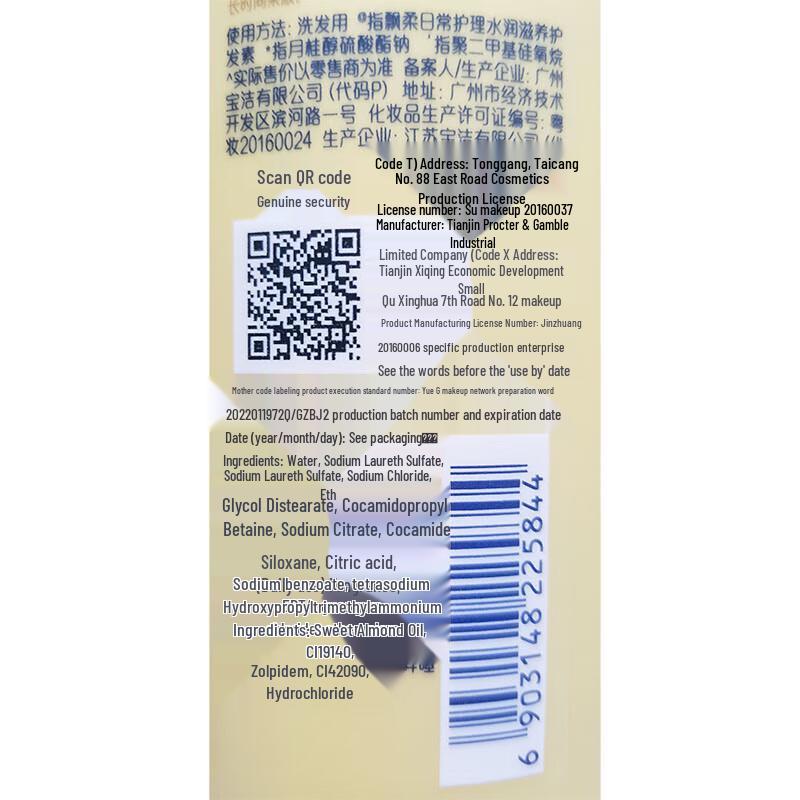 使用方法: 洗发用 @指飘柔日常护理水润滋养护
发素 *指月桂醇硫酸酯钠 '指聚二甲基硅氧烷
^实际售价以零售商为准 备案人/生产企业: 广州
宝洁有限公司 (代码P) 地址: 广州市经济技术
开发区滨河路一号 化妆品生产许可证编号: 粤
妆20160024 生产企业: 江苏宝洁有限公司
Code T) Address: Tonggang, Taicang
No. 88 East Road Cosmetics
Production License
License number: Su makeup 20160037
Manufacturer: Tianjin Procter & Gamble
Industrial
Limited Company (Code X Address:
Tianjin Xiqing Economic Development
Small
Qu Xinghua 7th Road No. 12 makeup
Product Manufacturing License Number: Jinzhuang
20160006 specific production enterprise
See the words before the 'use by' date
Scan QR code
Genuine security
Mother code labeling product execution standard number: Yue G makeup network preparation word
2022011972Q/GZBJ2 production batch number and expiration date
Date (year/month/day): See packaging
Ingredients: Water, Sodium Laureth Sulfate,
Sodium Laureth Sulfate, Sodium Chloride,
Eth
Glycol Distearate, Cocamidopropyl
Betaine, Sodium Citrate, Cocamide
Siloxane, Citric acid,
Sodium benzoate, tetrasodium
Hydroxypropyltrimethylammonium
Ingredients: Sweet Almond Oil,
CI19140,
Zolpidem, CI42090,
Hydrochloride
6 903148 225844